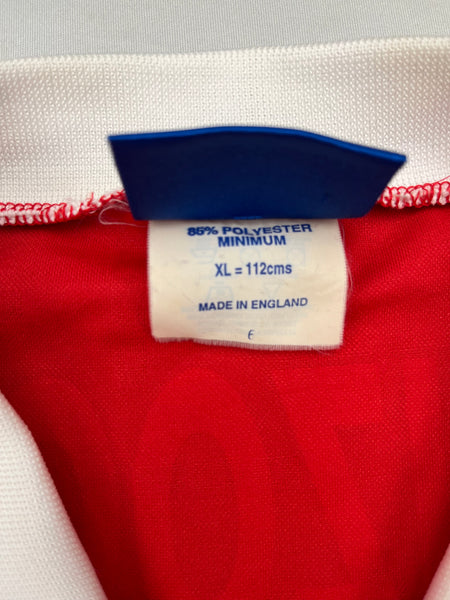 85% POLYESTER
MINIMUM
XL = 112cms
MADE IN ENGLAND